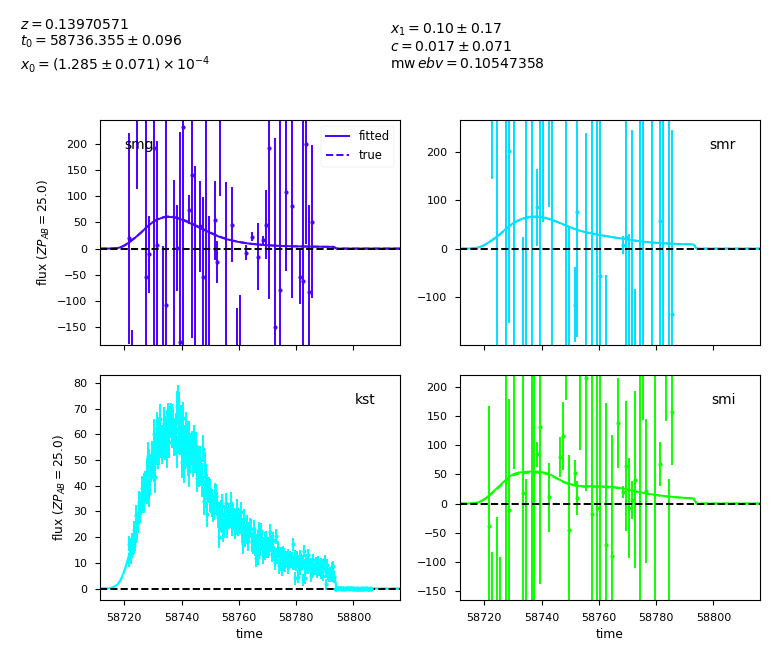 z = 0.13970571
t₀ = 58736.355 ± 0.096
x₀ = (1.285 ± 0.071) × 10⁻⁴
x₁ = 0.10 ± 0.17
c = 0.017 ± 0.071
mw ebv = 0.10547358
smg
fitted
true
200
150
100
50
0
−50
−100
−150
flux (ZP_AB = 25.0)
smr
200
100
0
−100
kst
80
70
60
50
40
30
20
10
0
flux (ZP_AB = 25.0)
58720 58740 58760 58780 58800
time
smi
200
150
100
50
0
−50
−100
−150
58720 58740 58760 58780 58800
time